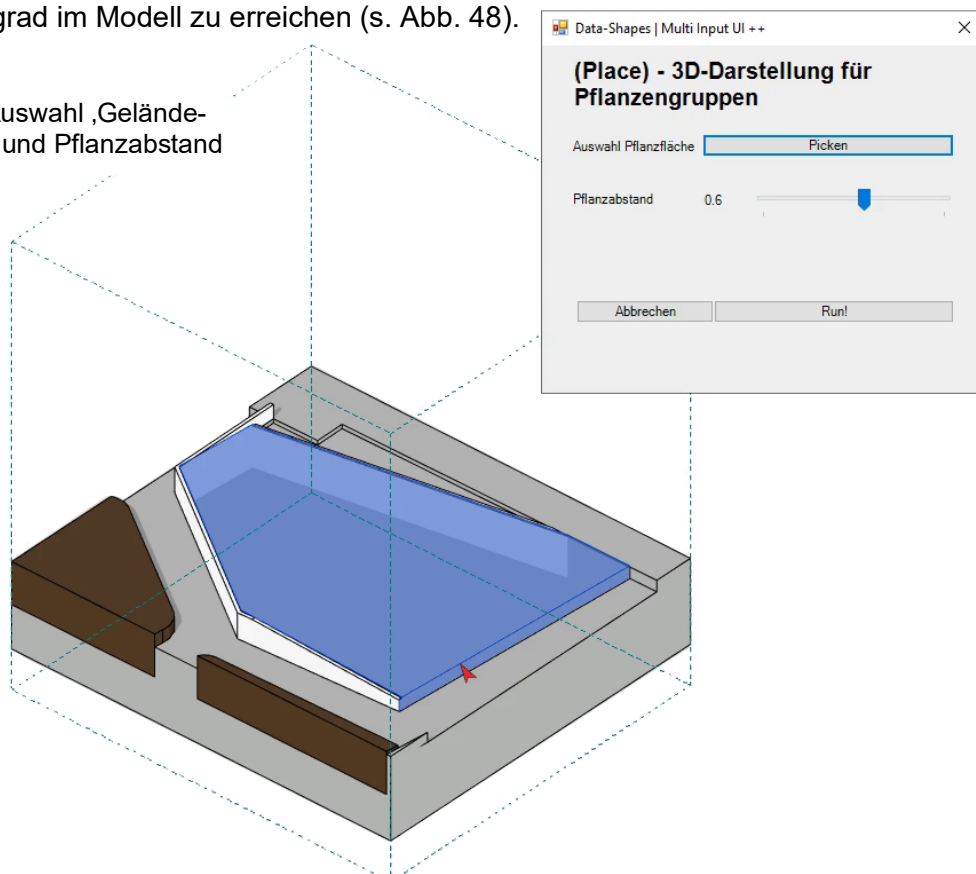 grad im Modell zu erreichen (s. Abb. 48).
Data-Shapes | Multi Input UI ++
(Place) - 3D-Darstellung für
Pflanzengruppen
uswahl ‚Gelände-
und Pflanzabstand
Auswahl Pflanzfläche Picken
Pflanzabstand 0.6
Abbrechen Run!